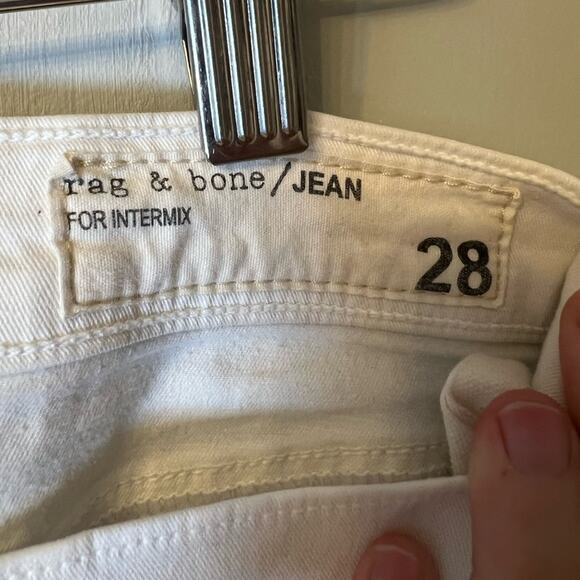 rag & bone/JEAN
FOR INTERMIX
28